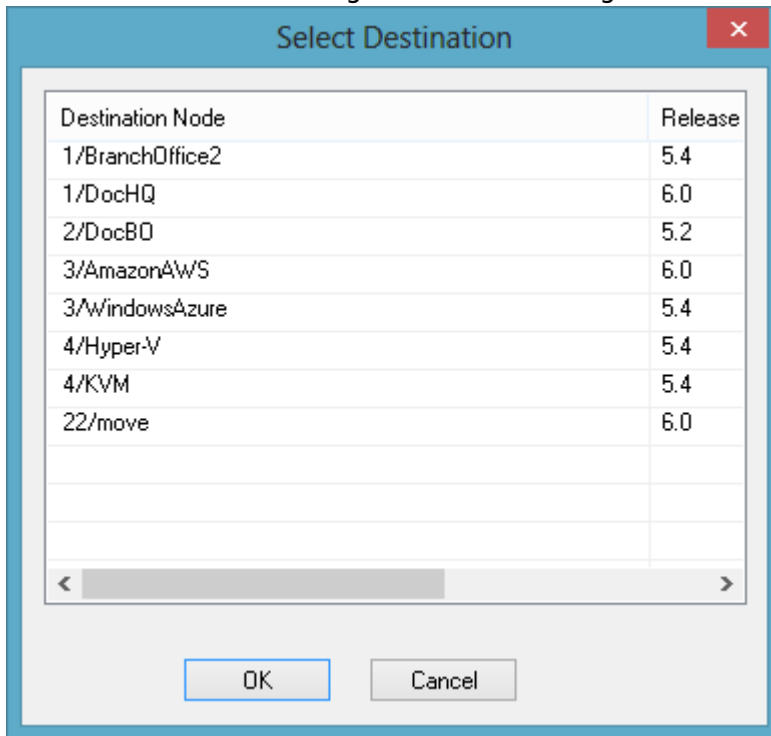 Select Destination
Destination Node Release
1/BranchOffice2 5.4
1/DocHQ 6.0
2/DocBO 5.2
3/AmazonAWS 6.0
3/WindowsAzure 5.4
4/Hyper-V 5.4
4/KVM 5.4
22/move 6.0
OK Cancel